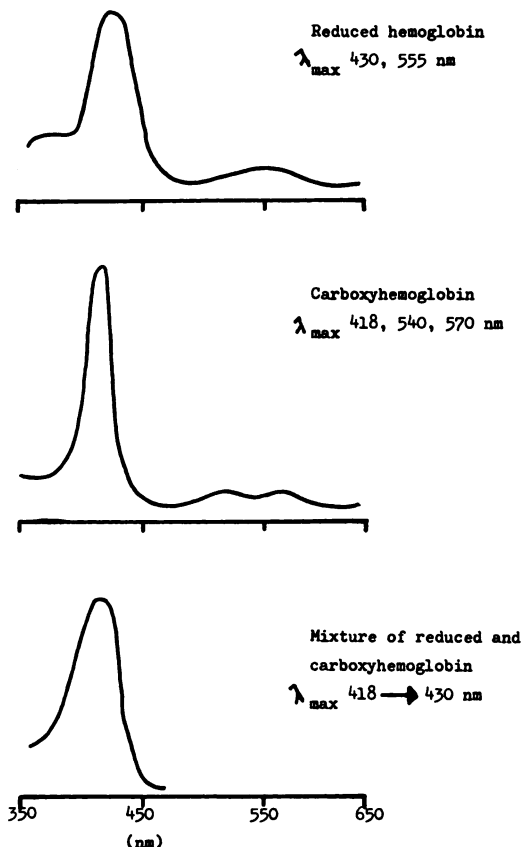 Reduced hemoglobin
λmax 430, 555 nm
Carboxyhemoglobin
λmax 418, 540, 570 nm
Mixture of reduced and
carboxyhemoglobin
λmax 418 → 430 nm
350 450 550 650
(nm)